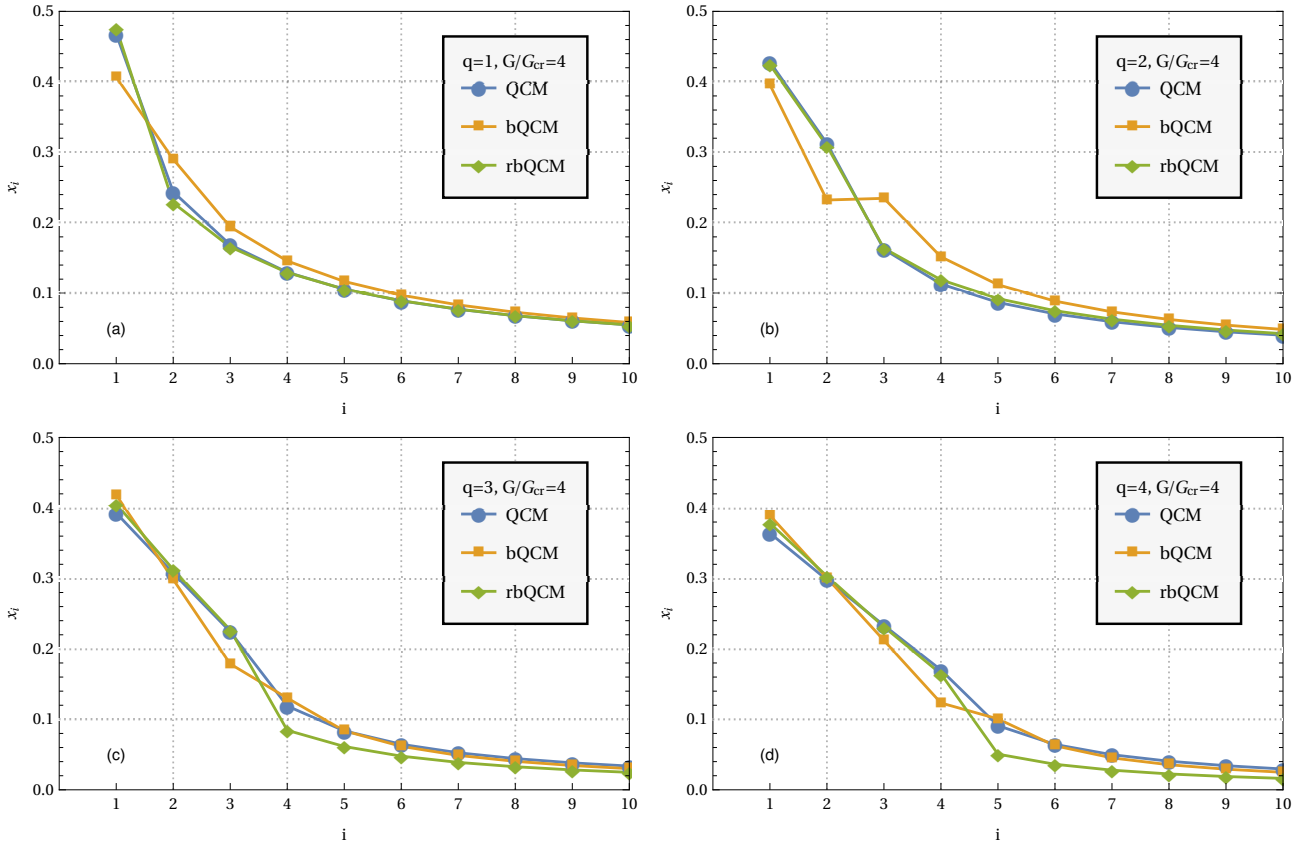 0.5
0.4
0.3
0.2
0.1
0.0
x_i
q=1, G/G_cr=4
QCM
bQCM
rbQCM
(a)
1 2 3 4 5 6 7 8 9 10
i
0.5
0.4
0.3
0.2
0.1
0.0
x_i
q=2, G/G_cr=4
QCM
bQCM
rbQCM
(b)
1 2 3 4 5 6 7 8 9 10
i
0.5
0.4
0.3
0.2
0.1
0.0
x_i
q=3, G/G_cr=4
QCM
bQCM
rbQCM
(c)
1 2 3 4 5 6 7 8 9 10
i
0.5
0.4
0.3
0.2
0.1
0.0
x_i
q=4, G/G_cr=4
QCM
bQCM
rbQCM
(d)
1 2 3 4 5 6 7 8 9 10
i